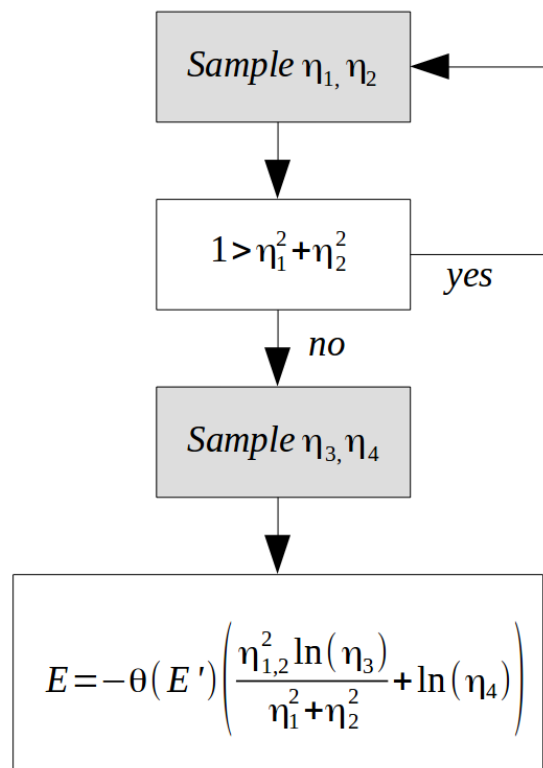 Sample η₁, η₂
1>η₁²+η₂²
yes
no
Sample η₃, η₄
E=−θ(E')(η₁,₂² ln(η₃)/(η₁²+η₂²)+ln(η₄))